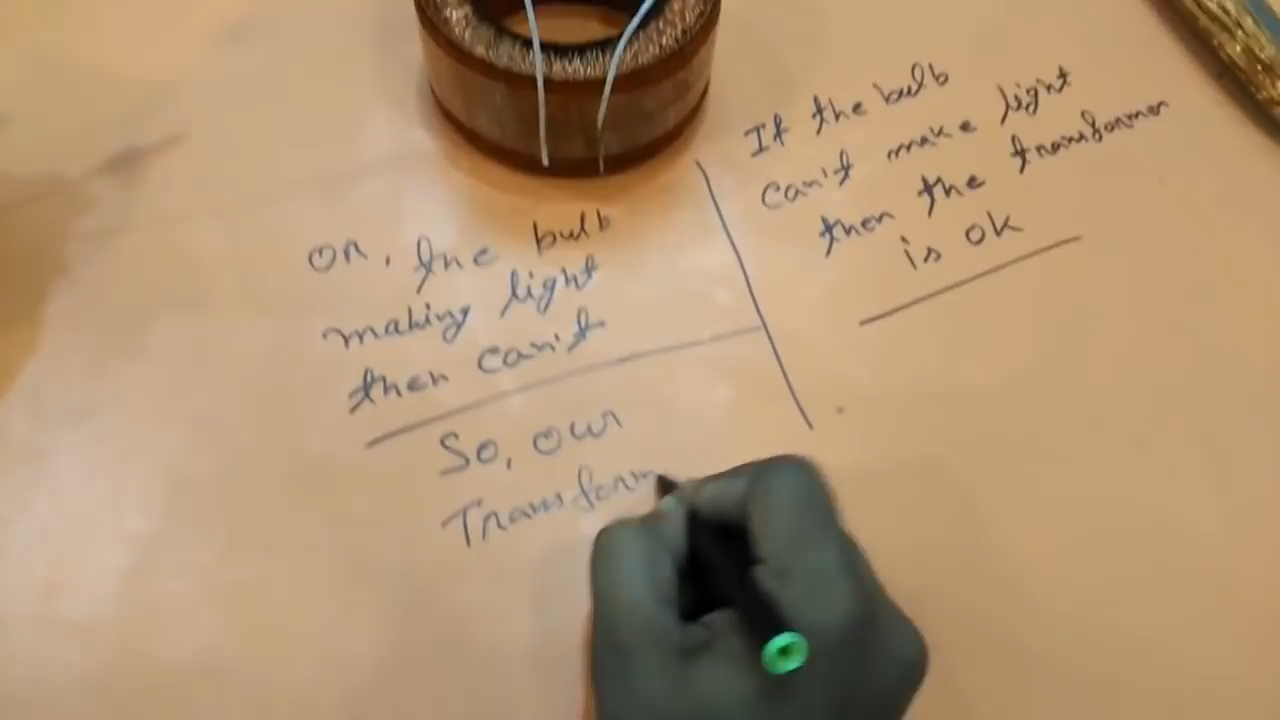 OR, the bulb
making light
then can't
So, our
Transform
If the bulb
can't make light
then the transformer
is ok